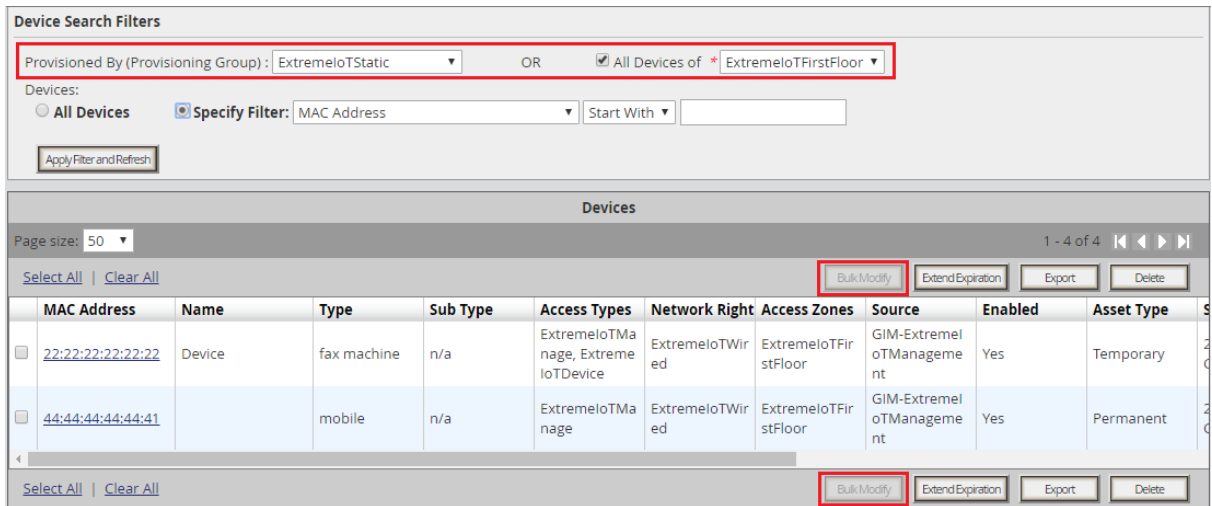 Device Search Filters
Provisioned By (Provisioning Group) : ExtremeIoTStatic OR All Devices of * ExtremeIoTFirstFloor
Devices:
All Devices Specify Filter: MAC Address Start With
Apply Filter and Refresh
Devices
Page size: 50 1 - 4 of 4
Select All | Clear All Bulk Modify Extend Expiration Export Delete
MAC Address Name Type Sub Type Access Types Network Right Access Zones Source Enabled Asset Type S
ExtremeIoTMa GIM-ExtremeI
22:22:22:22:22:22 Device fax machine n/a nage, Extreme ExtremeIoTWir ExtremeIoTFir oTManageme Yes Temporary 2
IoTDevice ed stFloor nt
GIM-ExtremeI
44:44:44:44:44:41 mobile n/a ExtremeIoTMa ExtremeIoTWir ExtremeIoTFir oTManageme Yes Permanent 2
nage ed stFloor nt
Select All | Clear All Bulk Modify Extend Expiration Export Delete